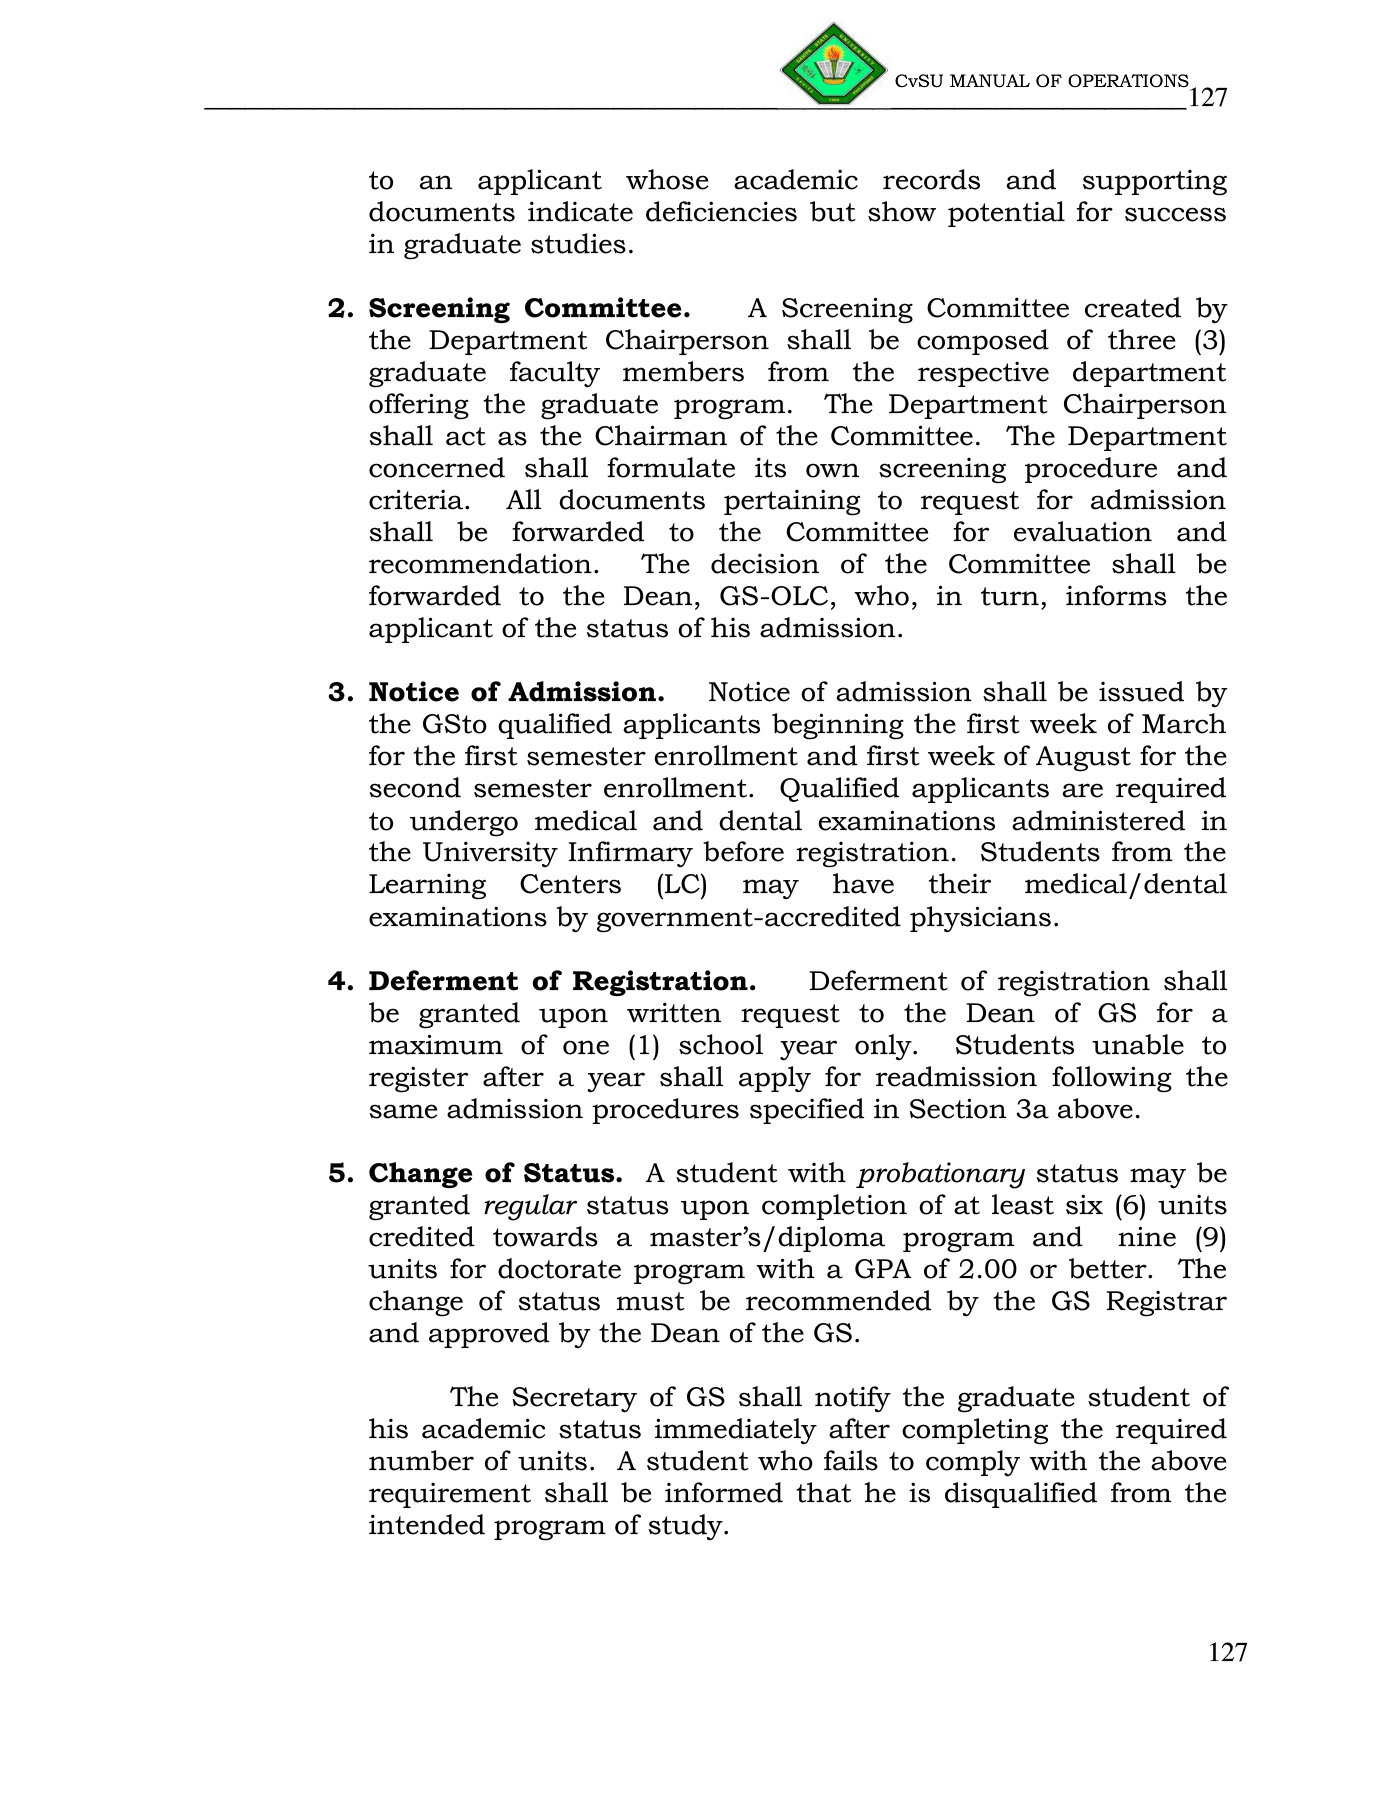 CvSU MANUAL OF OPERATIONS 127
to an applicant whose academic records and supporting
documents indicate deficiencies but show potential for success
in graduate studies.
2. Screening Committee. A Screening Committee created by
the Department Chairperson shall be composed of three (3)
graduate faculty members from the respective department
offering the graduate program. The Department Chairperson
shall act as the Chairman of the Committee. The Department
concerned shall formulate its own screening procedure and
criteria. All documents pertaining to request for admission
shall be forwarded to the Committee for evaluation and
recommendation. The decision of the Committee shall be
forwarded to the Dean, GS-OLC, who, in turn, informs the
applicant of the status of his admission.
3. Notice of Admission. Notice of admission shall be issued by
the GSto qualified applicants beginning the first week of March
for the first semester enrollment and first week of August for the
second semester enrollment. Qualified applicants are required
to undergo medical and dental examinations administered in
the University Infirmary before registration. Students from the
Learning Centers (LC) may have their medical/dental
examinations by government-accredited physicians.
4. Deferment of Registration. Deferment of registration shall
be granted upon written request to the Dean of GS for a
maximum of one (1) school year only. Students unable to
register after a year shall apply for readmission following the
same admission procedures specified in Section 3a above.
5. Change of Status. A student with probationary status may be
granted regular status upon completion of at least six (6) units
credited towards a master’s/diploma program and nine (9)
units for doctorate program with a GPA of 2.00 or better. The
change of status must be recommended by the GS Registrar
and approved by the Dean of the GS.
The Secretary of GS shall notify the graduate student of
his academic status immediately after completing the required
number of units. A student who fails to comply with the above
requirement shall be informed that he is disqualified from the
intended program of study.
127